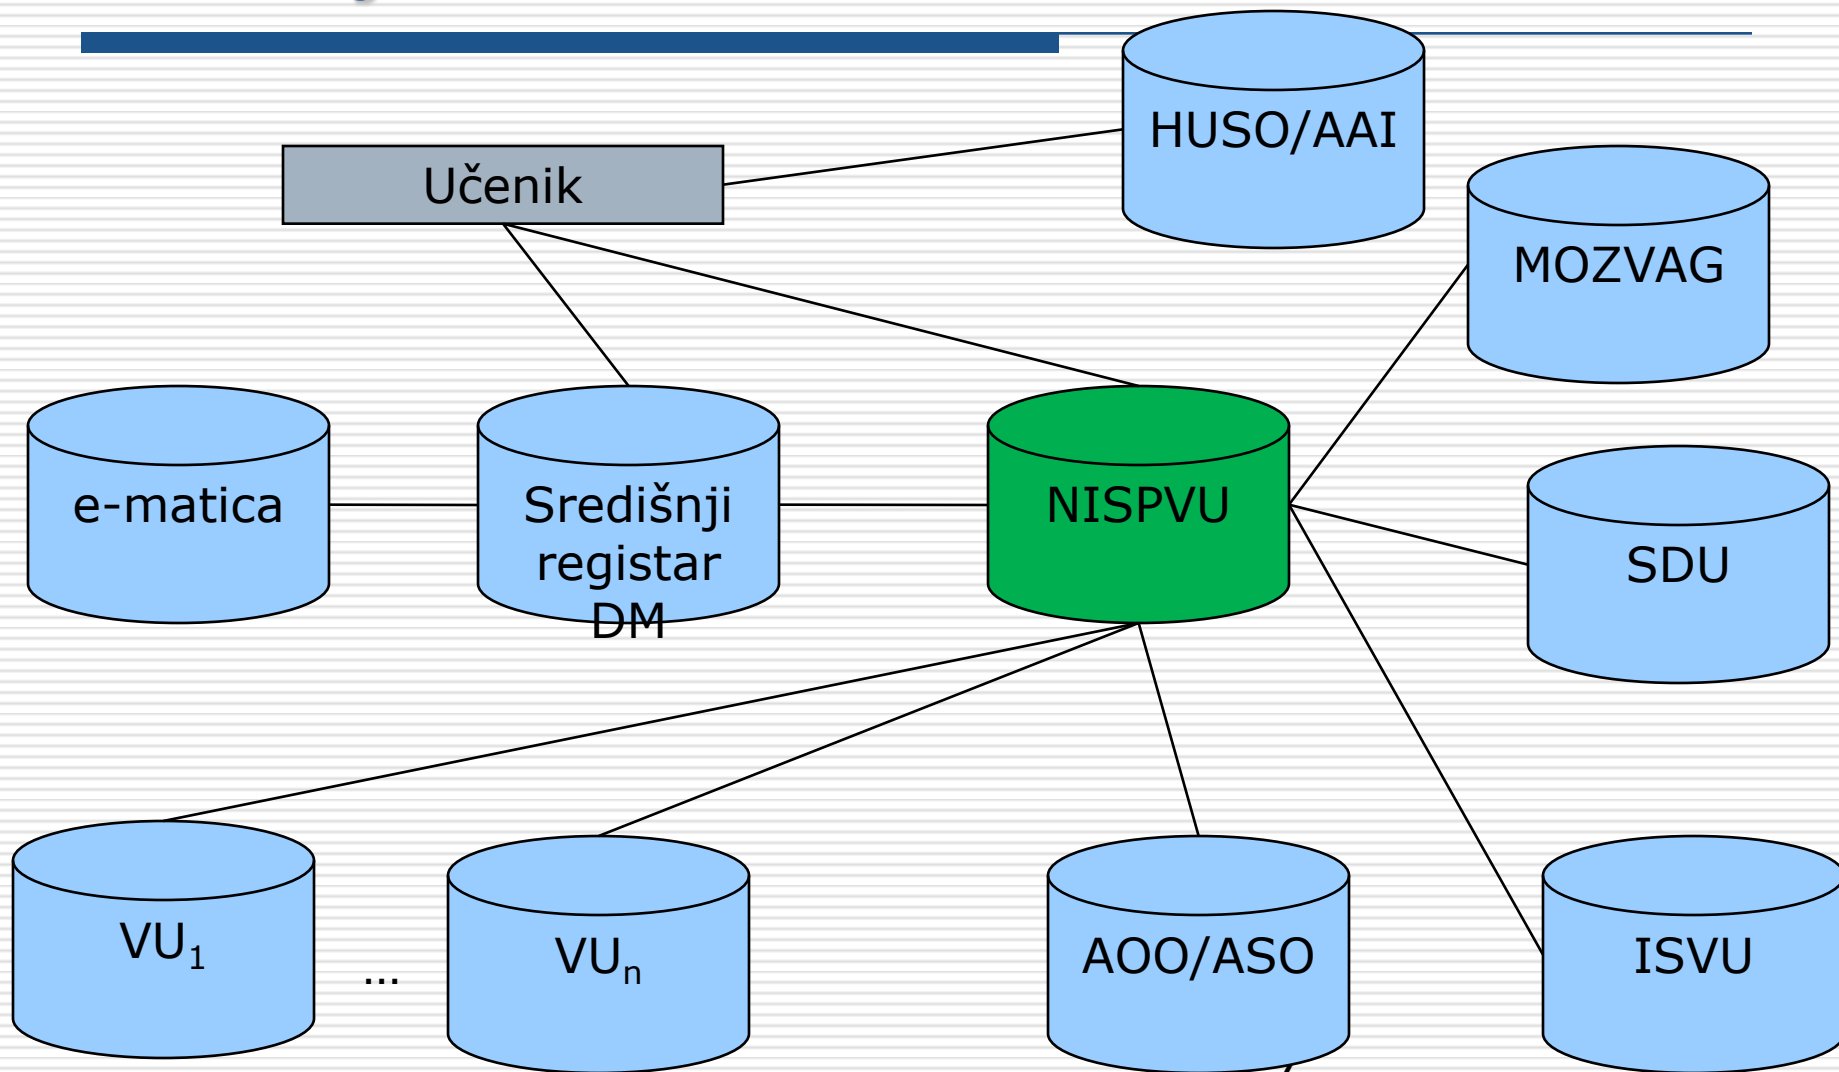 HUSO/AAI
Učenik
MOZVAG
e-matica
Središnji
registar
DM
NISPVU
SDU
VU₁
...
VUₙ
AOO/ASO
ISVU